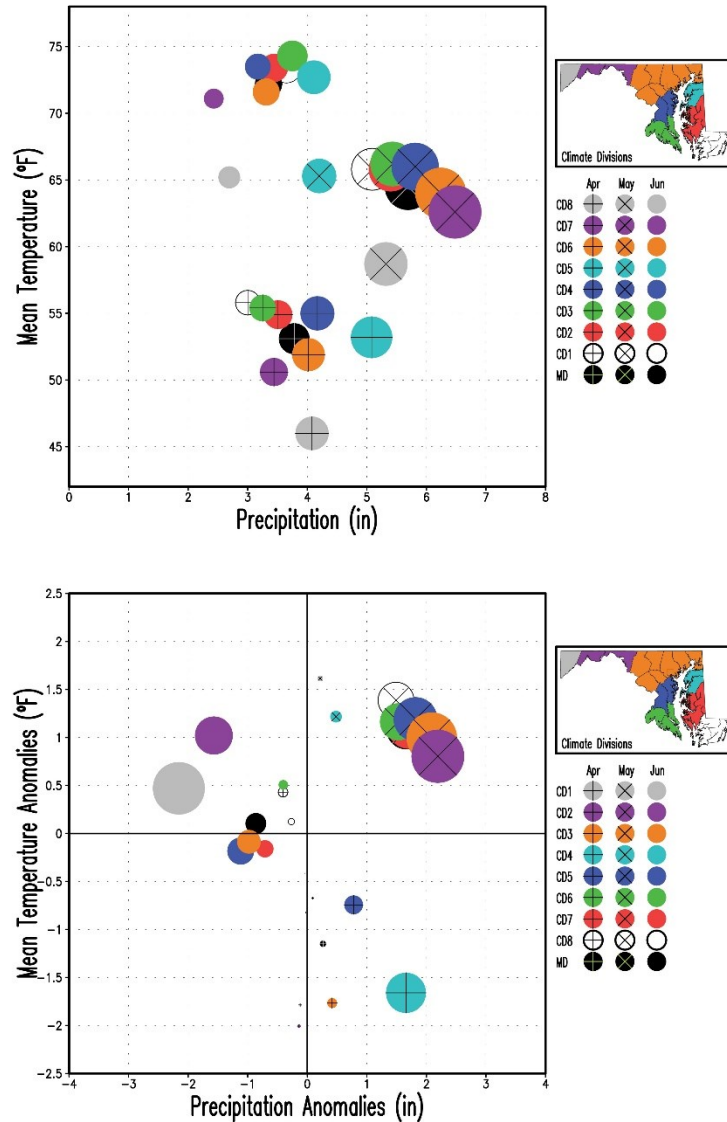 75
70
65
60
55
50
45
Mean Temperature (°F)
0 1 2 3 4 5 6 7 8
Precipitation (in)
Climate Divisions
Apr May Jun
CD8
CD7
CD6
CD5
CD4
CD3
CD2
CD1
MD
2.5
2
1.5
1
0.5
0
-0.5
-1
-1.5
-2
-2.5
Mean Temperature Anomalies (°F)
-4 -3 -2 -1 0 1 2 3 4
Precipitation Anomalies (in)
Climate Divisions
Apr May Jun
CD1
CD2
CD3
CD4
CD5
CD6
CD7
CD8
MD